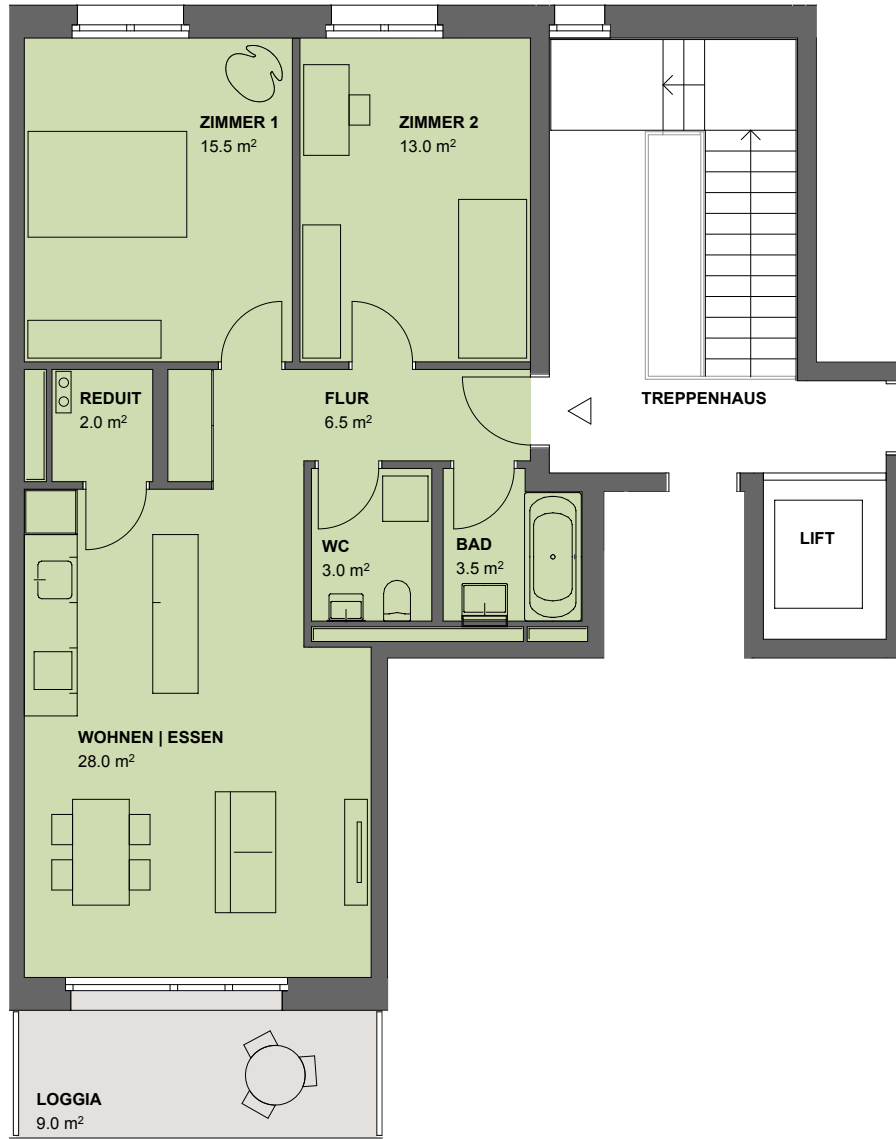 ZIMMER 1
15.5 m²
ZIMMER 2
13.0 m²
REDUIT
2.0 m²
FLUR
6.5 m²
TREPPENHAUS
WC
3.0 m²
BAD
3.5 m²
LIFT
WOHNEN | ESSEN
28.0 m²
LOGGIA
9.0 m²